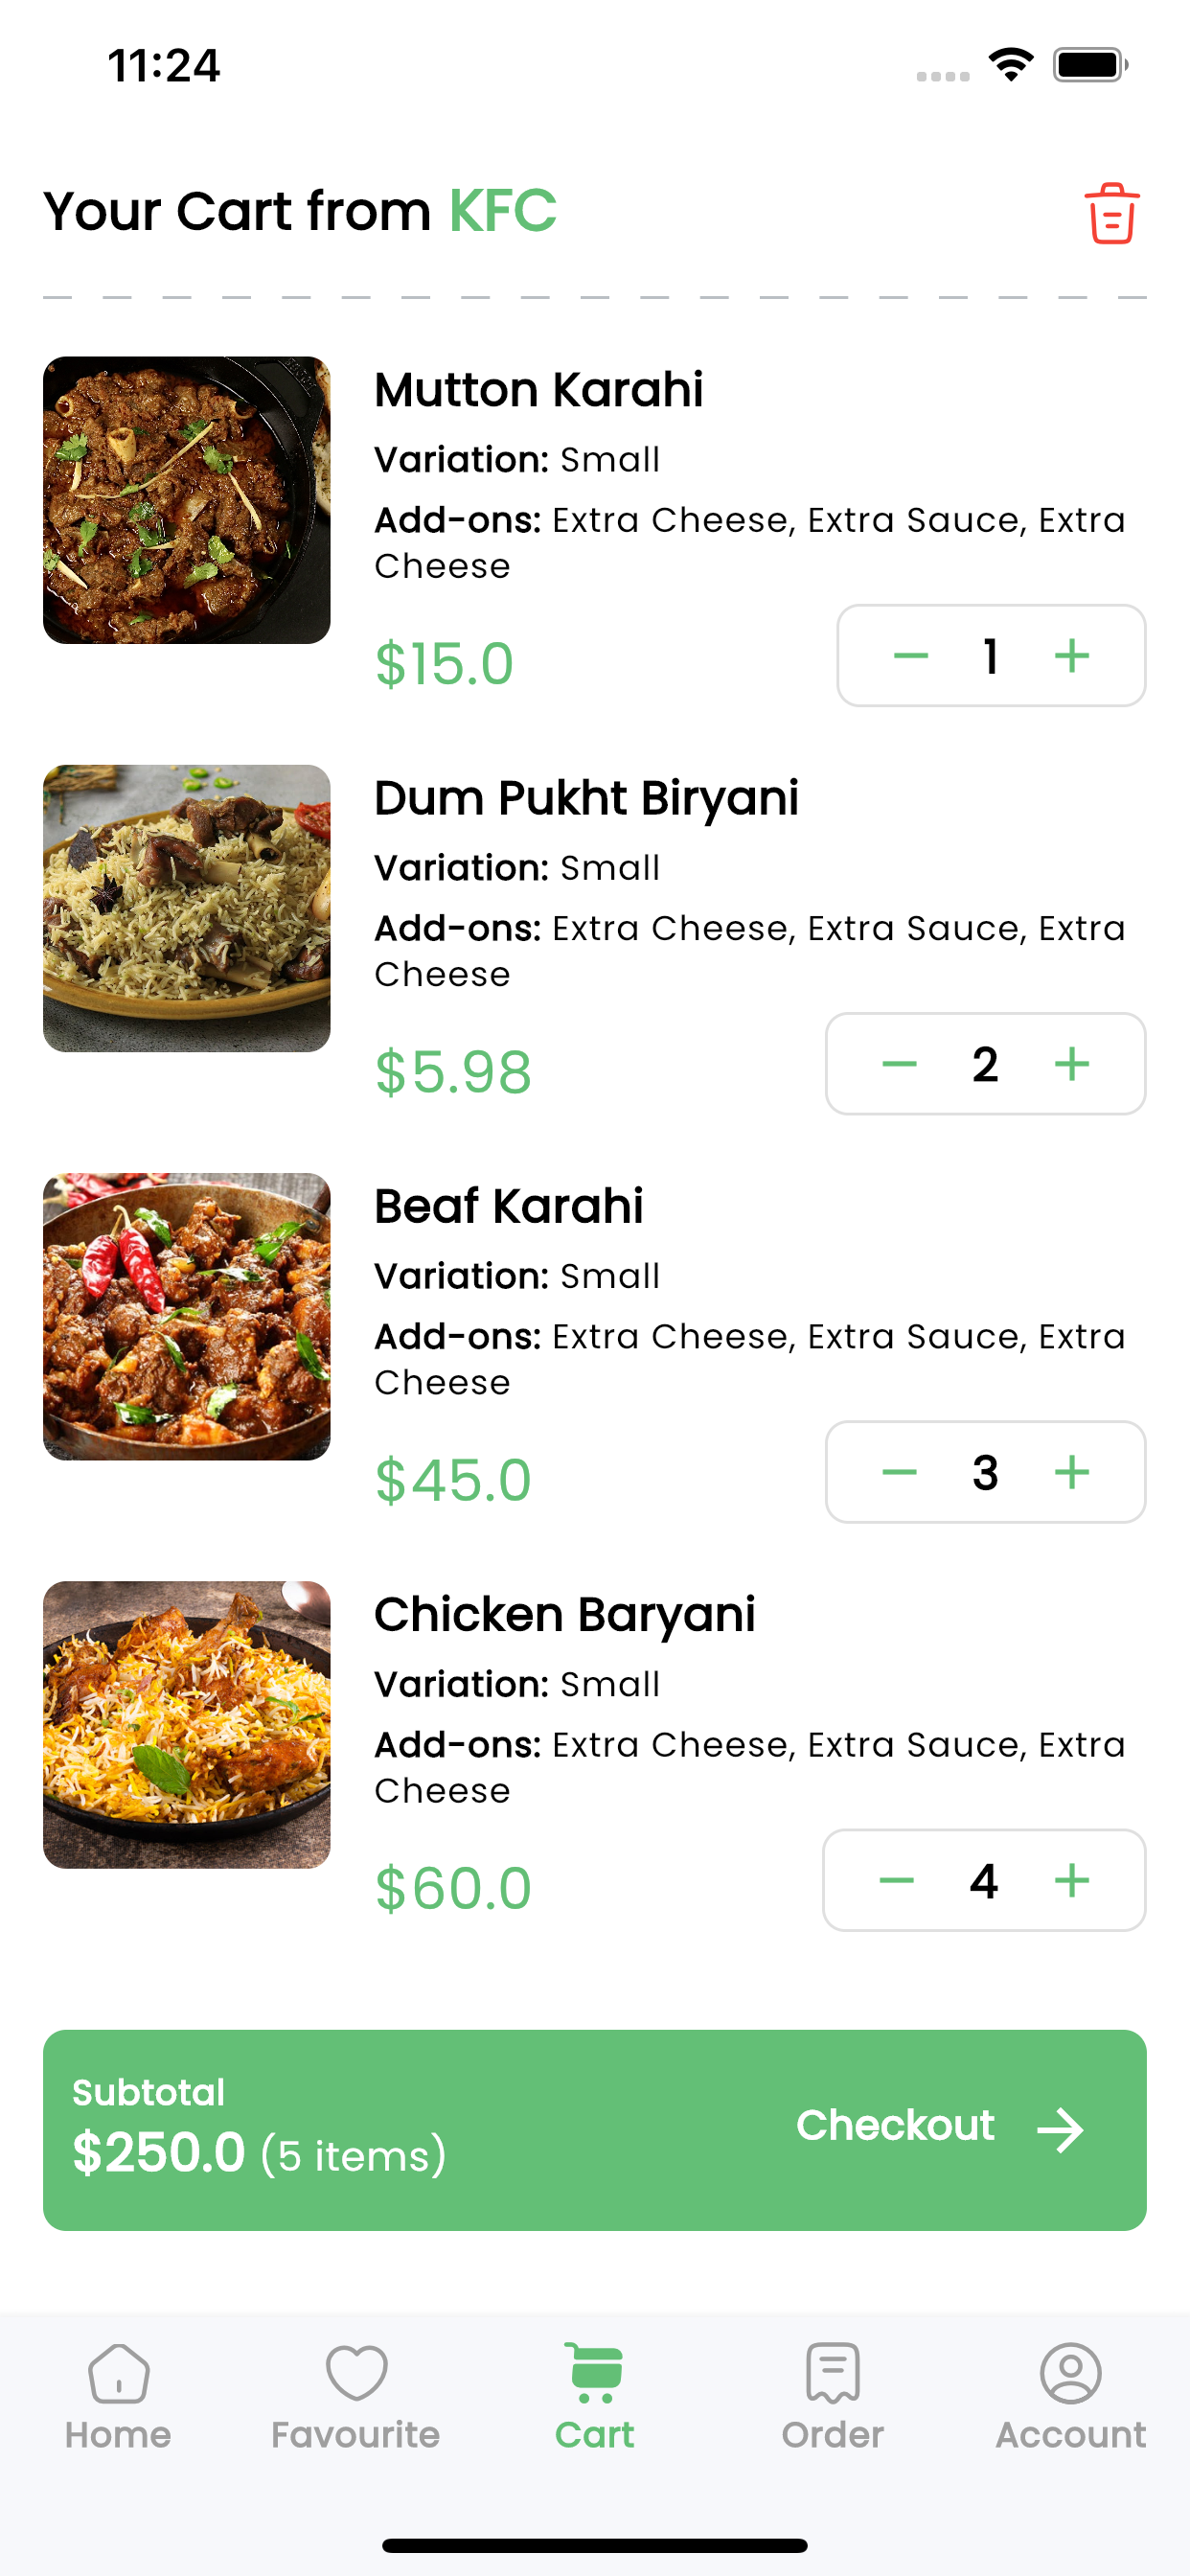 11:24
Your Cart from KFC
Mutton Karahi
Variation: Small
Add-ons: Extra Cheese, Extra Sauce, Extra
Cheese
$15.0
− 1 +
Dum Pukht Biryani
Variation: Small
Add-ons: Extra Cheese, Extra Sauce, Extra
Cheese
$5.98
− 2 +
Beaf Karahi
Variation: Small
Add-ons: Extra Cheese, Extra Sauce, Extra
Cheese
$45.0
− 3 +
Chicken Baryani
Variation: Small
Add-ons: Extra Cheese, Extra Sauce, Extra
Cheese
$60.0
− 4 +
Subtotal
$250.0 (5 items)
Checkout
Home Favourite Cart Order Account